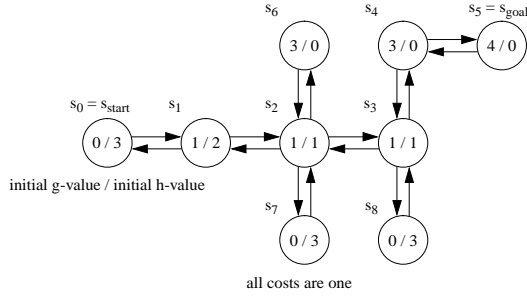 s6 s4 s5 = sgoal
3 / 0 3 / 0 4 / 0
s0 = sstart s1 s2 s3
0 / 3 1 / 2 1 / 1 1 / 1
initial g-value / initial h-value
s7 s8
0 / 3 0 / 3
all costs are one